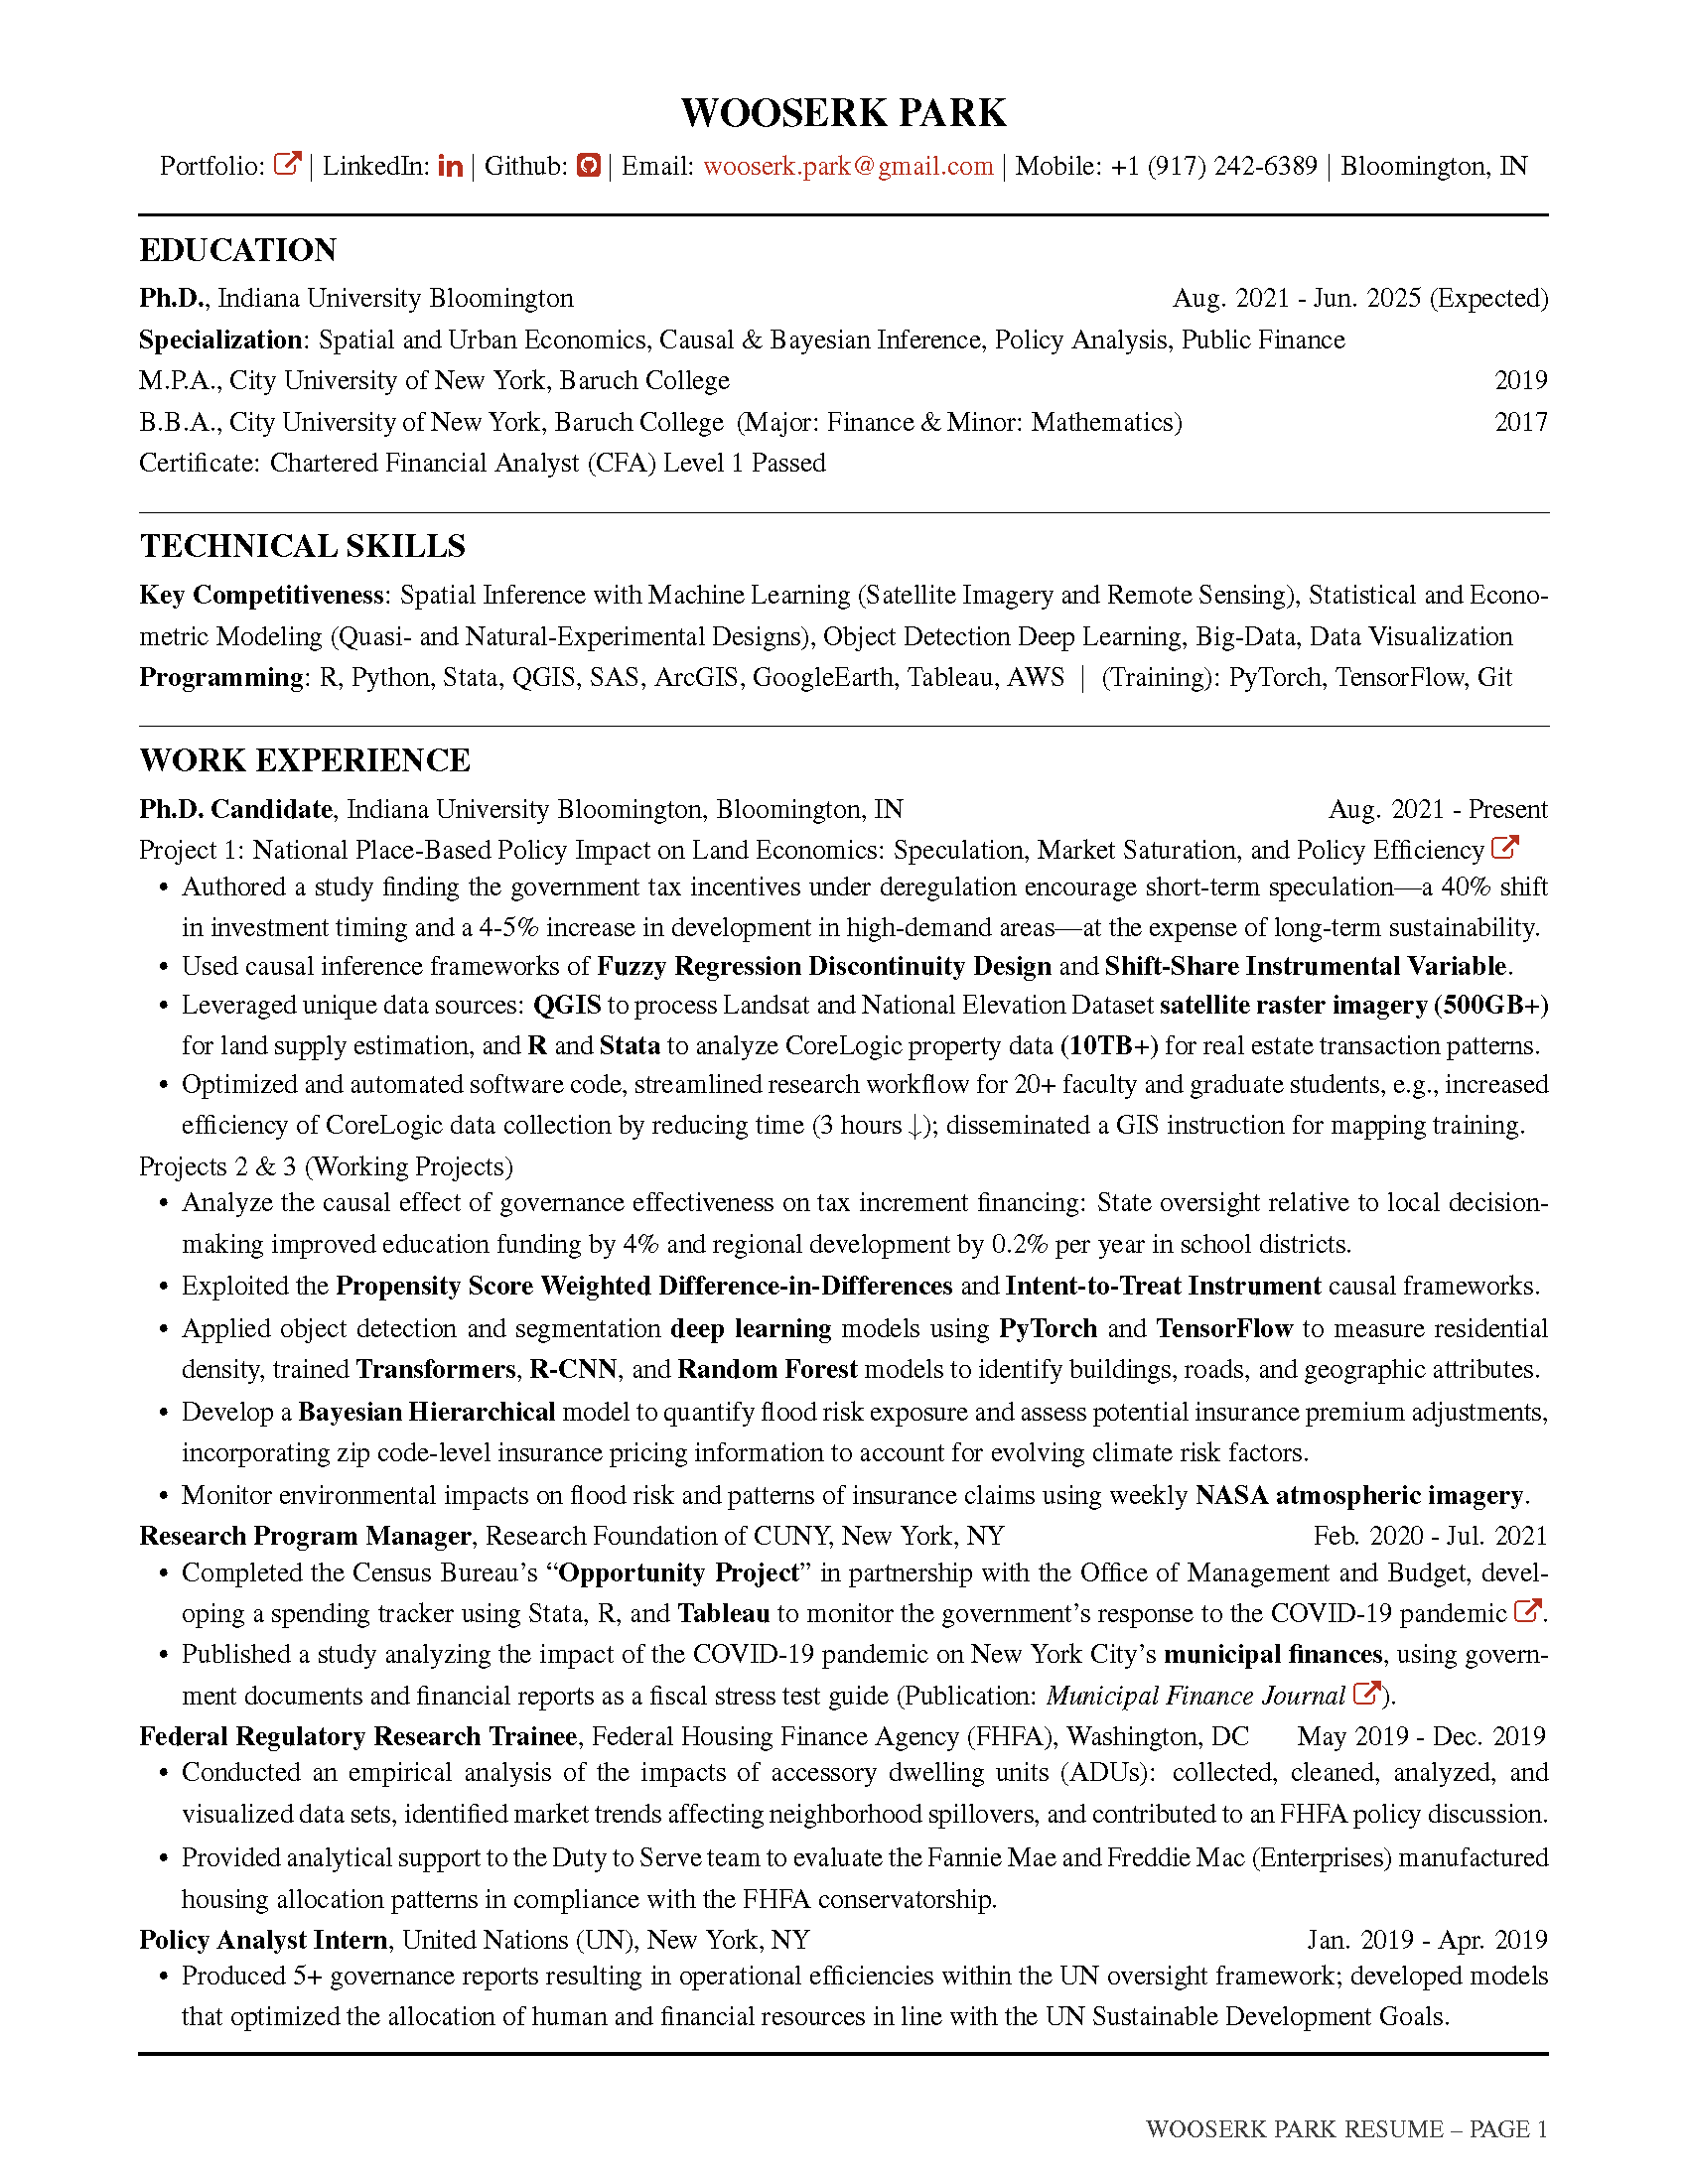 WOOSERK PARK
Portfolio: | LinkedIn: in | Github: | Email: wooserk.park@gmail.com | Mobile: +1 (917) 242-6389 | Bloomington, IN
EDUCATION
Ph.D., Indiana University Bloomington Aug. 2021 - Jun. 2025 (Expected)
Specialization: Spatial and Urban Economics, Causal & Bayesian Inference, Policy Analysis, Public Finance
M.P.A., City University of New York, Baruch College 2019
B.B.A., City University of New York, Baruch College (Major: Finance & Minor: Mathematics) 2017
Certificate: Chartered Financial Analyst (CFA) Level 1 Passed
TECHNICAL SKILLS
Key Competitiveness: Spatial Inference with Machine Learning (Satellite Imagery and Remote Sensing), Statistical and Econo-
metric Modeling (Quasi- and Natural-Experimental Designs), Object Detection Deep Learning, Big-Data, Data Visualization
Programming: R, Python, Stata, QGIS, SAS, ArcGIS, GoogleEarth, Tableau, AWS | (Training): PyTorch, TensorFlow, Git
WORK EXPERIENCE
Ph.D. Candidate, Indiana University Bloomington, Bloomington, IN Aug. 2021 - Present
Project 1: National Place-Based Policy Impact on Land Economics: Speculation, Market Saturation, and Policy Efficiency
• Authored a study finding the government tax incentives under deregulation encourage short-term speculation—a 40% shift
in investment timing and a 4-5% increase in development in high-demand areas—at the expense of long-term sustainability.
• Used causal inference frameworks of Fuzzy Regression Discontinuity Design and Shift-Share Instrumental Variable.
• Leveraged unique data sources: QGIS to process Landsat and National Elevation Dataset satellite raster imagery (500GB+)
for land supply estimation, and R and Stata to analyze CoreLogic property data (10TB+) for real estate transaction patterns.
• Optimized and automated software code, streamlined research workflow for 20+ faculty and graduate students, e.g., increased
efficiency of CoreLogic data collection by reducing time (3 hours ↓); disseminated a GIS instruction for mapping training.
Projects 2 & 3 (Working Projects)
• Analyze the causal effect of governance effectiveness on tax increment financing: State oversight relative to local decision-
making improved education funding by 4% and regional development by 0.2% per year in school districts.
• Exploited the Propensity Score Weighted Difference-in-Differences and Intent-to-Treat Instrument causal frameworks.
• Applied object detection and segmentation deep learning models using PyTorch and TensorFlow to measure residential
density, trained Transformers, R-CNN, and Random Forest models to identify buildings, roads, and geographic attributes.
• Develop a Bayesian Hierarchical model to quantify flood risk exposure and assess potential insurance premium adjustments,
incorporating zip code-level insurance pricing information to account for evolving climate risk factors.
• Monitor environmental impacts on flood risk and patterns of insurance claims using weekly NASA atmospheric imagery.
Research Program Manager, Research Foundation of CUNY, New York, NY Feb. 2020 - Jul. 2021
• Completed the Census Bureau’s “Opportunity Project” in partnership with the Office of Management and Budget, devel-
oping a spending tracker using Stata, R, and Tableau to monitor the government’s response to the COVID-19 pandemic .
• Published a study analyzing the impact of the COVID-19 pandemic on New York City’s municipal finances, using govern-
ment documents and financial reports as a fiscal stress test guide (Publication: Municipal Finance Journal ).
Federal Regulatory Research Trainee, Federal Housing Finance Agency (FHFA), Washington, DC May 2019 - Dec. 2019
• Conducted an empirical analysis of the impacts of accessory dwelling units (ADUs): collected, cleaned, analyzed, and
visualized data sets, identified market trends affecting neighborhood spillovers, and contributed to an FHFA policy discussion.
• Provided analytical support to the Duty to Serve team to evaluate the Fannie Mae and Freddie Mac (Enterprises) manufactured
housing allocation patterns in compliance with the FHFA conservatorship.
Policy Analyst Intern, United Nations (UN), New York, NY Jan. 2019 - Apr. 2019
• Produced 5+ governance reports resulting in operational efficiencies within the UN oversight framework; developed models
that optimized the allocation of human and financial resources in line with the UN Sustainable Development Goals.
WOOSERK PARK RESUME – PAGE 1